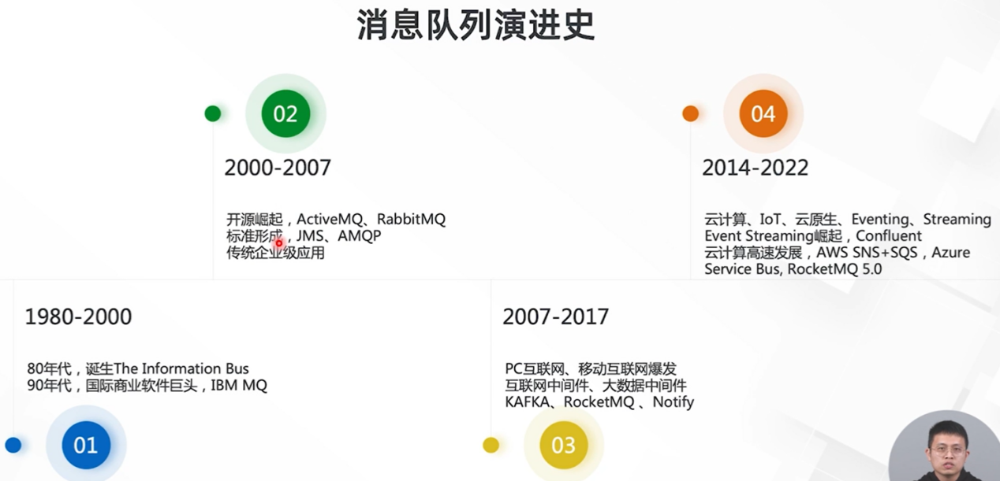 消息队列演进史
02
2000-2007
开源崛起，ActiveMQ、RabbitMQ
标准形成，JMS、AMQP
传统企业级应用
04
2014-2022
云计算、IoT、云原生、Eventing、Streaming
Event Streaming崛起，Confluent
云计算高速发展，AWS SNS+SQS，Azure
Service Bus, RocketMQ 5.0
1980-2000
80年代，诞生The Information Bus
90年代，国际商业软件巨头，IBM MQ
01
2007-2017
PC互联网、移动互联网爆发
互联网中间件、大数据中间件
KAFKA、RocketMQ 、Notify
03